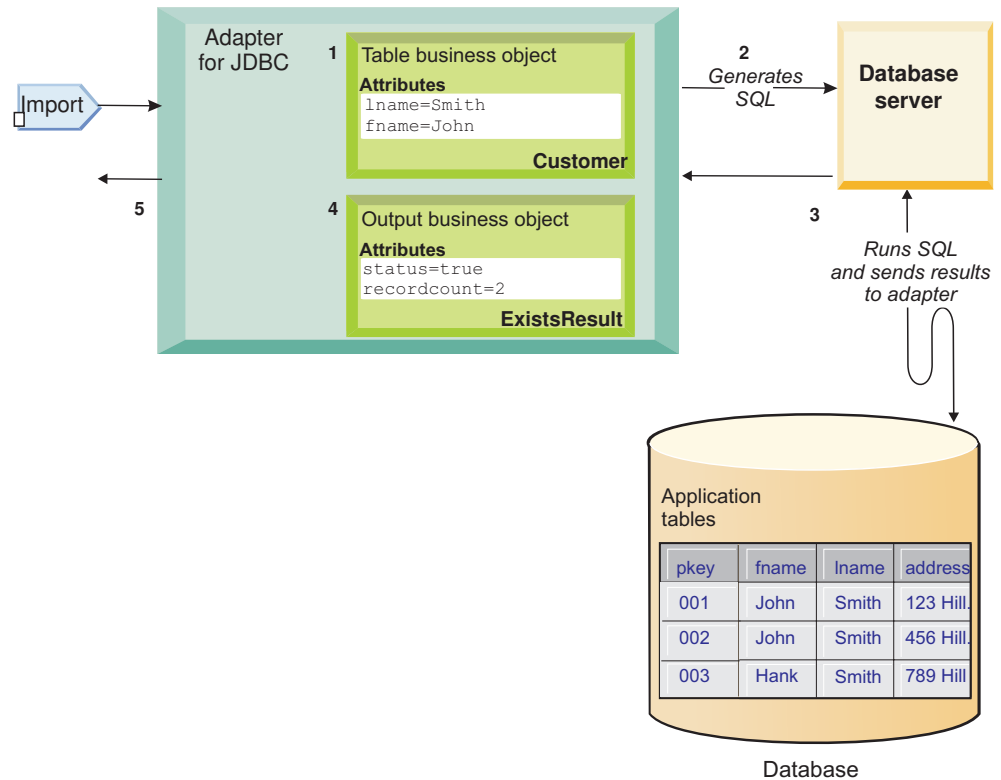 Import
Adapter
for JDBC
1
Table business object
Attributes
lname=Smith
fname=John
Customer
2
Generates
SQL
Database
server
3
Runs SQL
and sends results
to adapter
4
Output business object
Attributes
status=true
recordcount=2
ExistsResult
5
Application
tables
pkey fname lname address
001 John Smith 123 Hill.
002 John Smith 456 Hill.
003 Hank Smith 789 Hill
Database